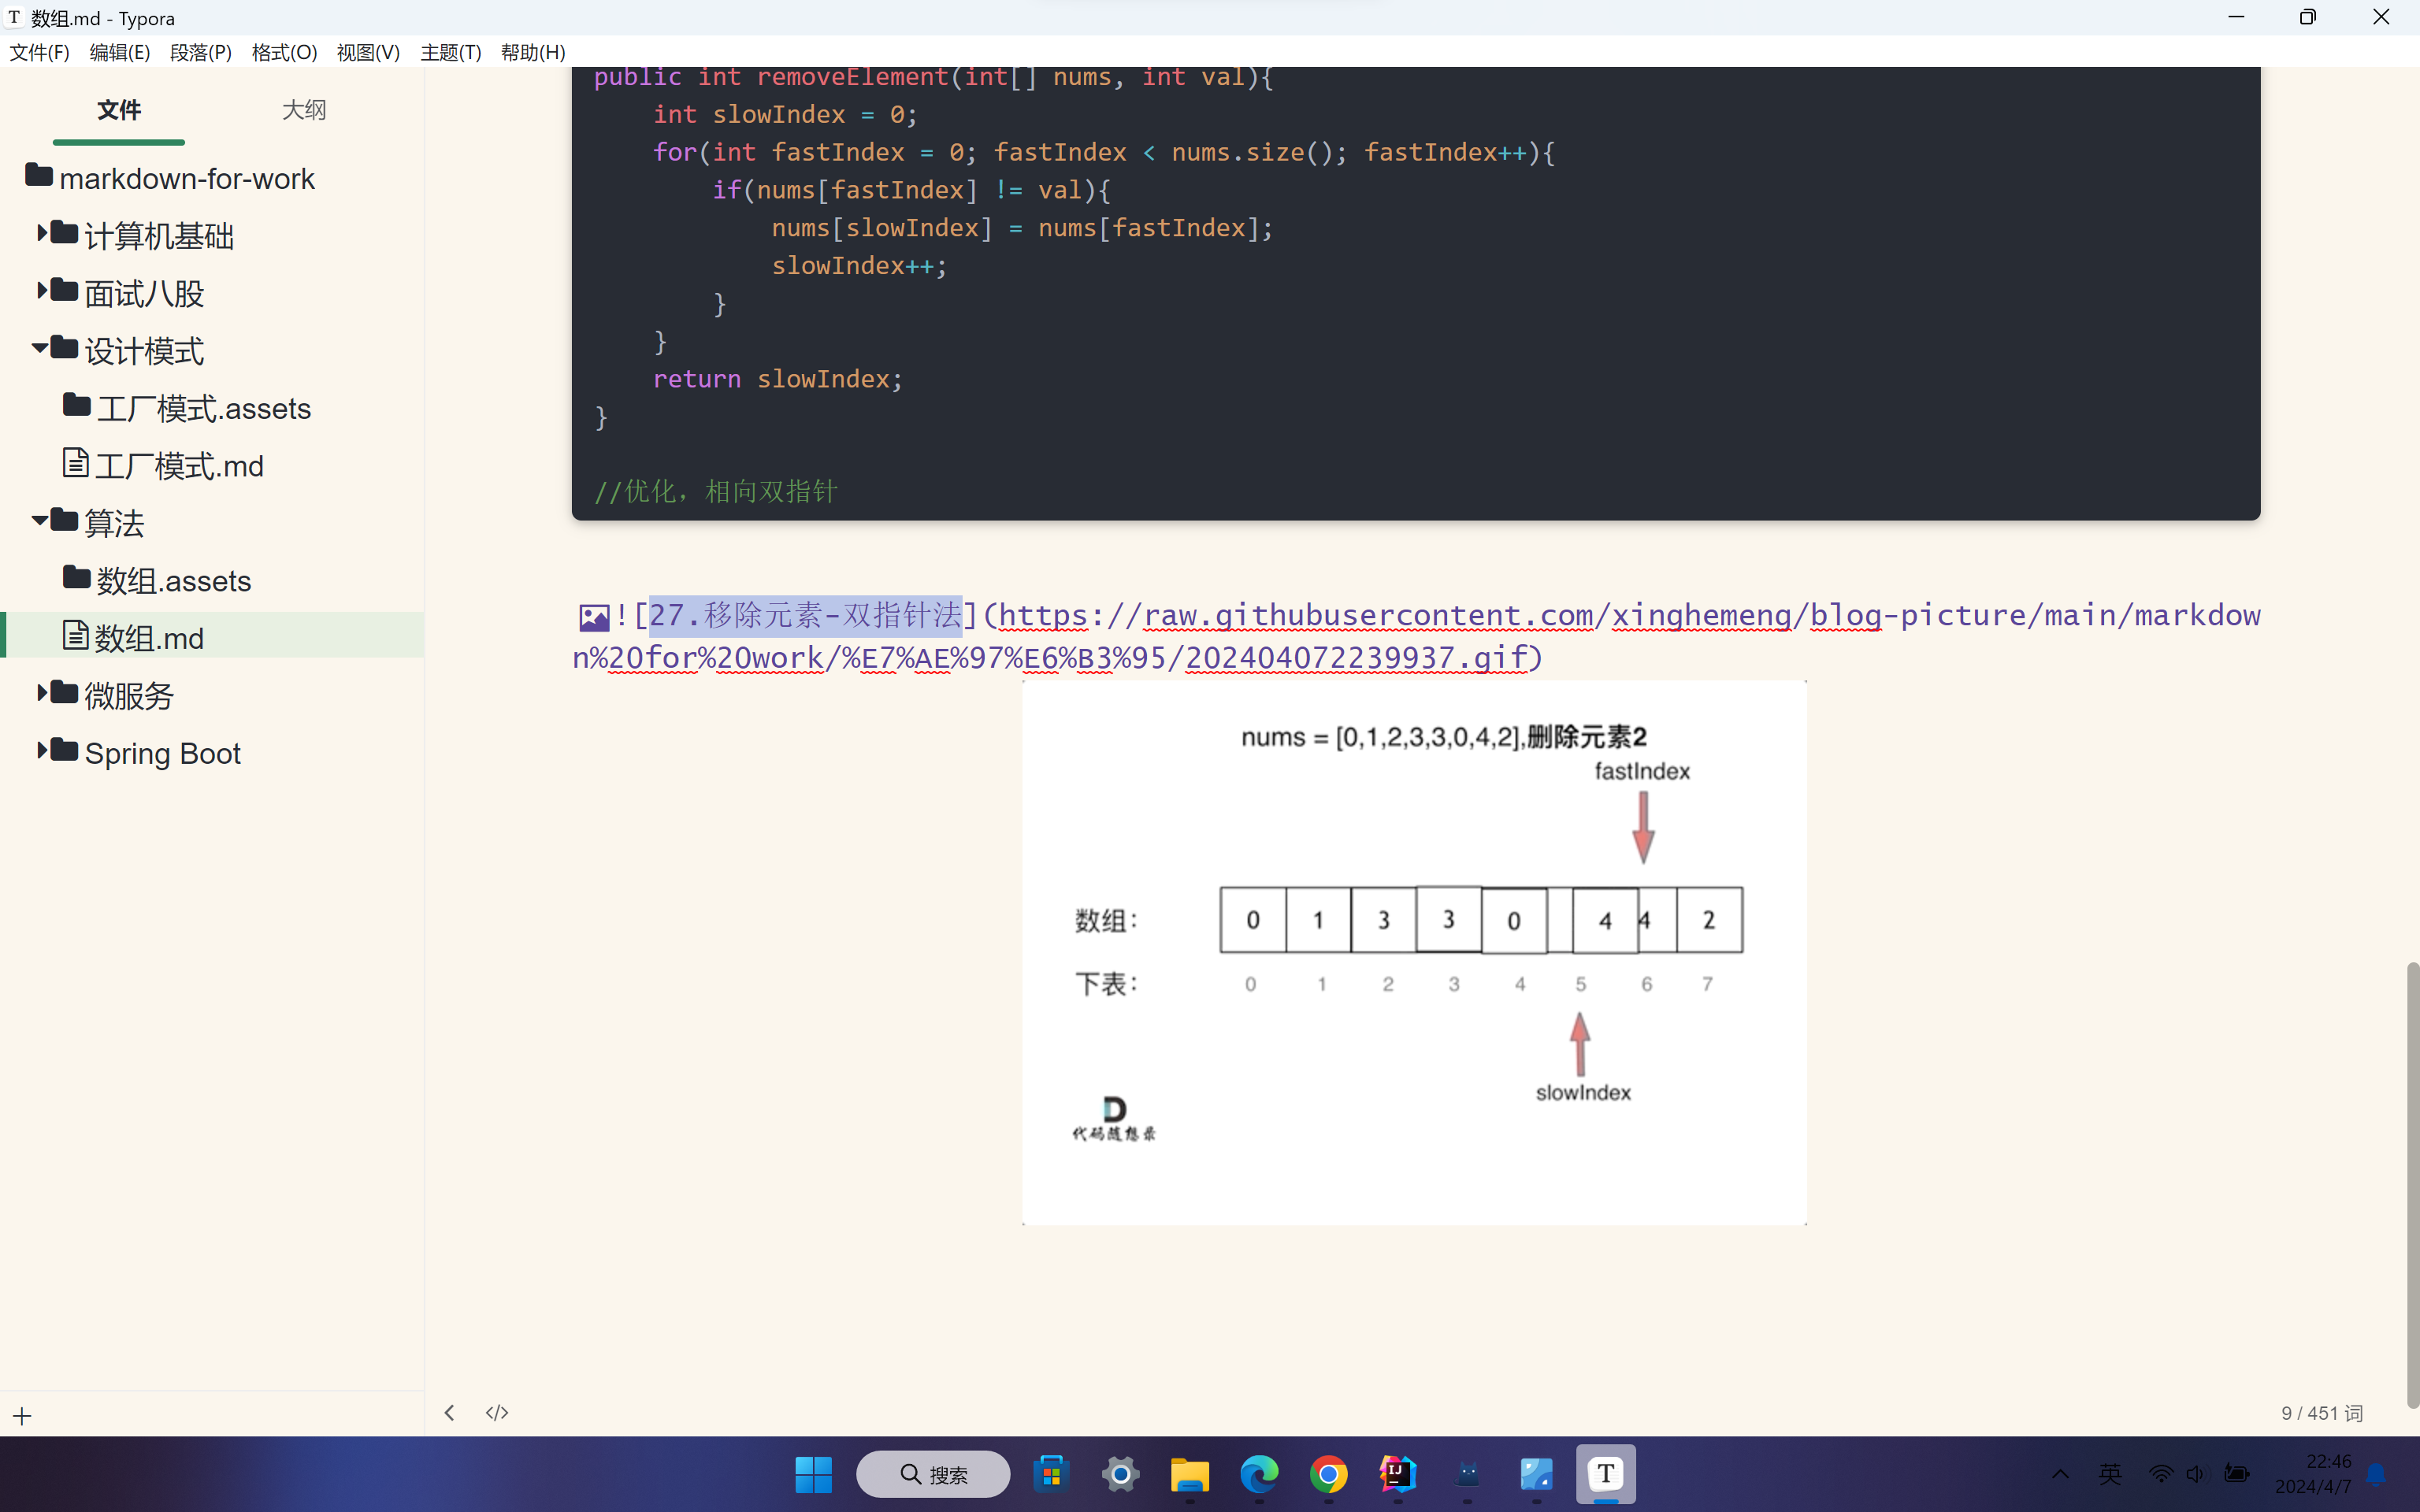 数组.md - Typora
文件(F) 编辑(E) 段落(P) 格式(O) 视图(V) 主题(T) 帮助(H)
文件 大纲
markdown-for-work
计算机基础
面试八股
设计模式
工厂模式.assets
工厂模式.md
算法
数组.assets
数组.md
微服务
Spring Boot
public int removeElement(int[] nums, int val){
int slowIndex = 0;
for(int fastIndex = 0; fastIndex < nums.size(); fastIndex++){
if(nums[fastIndex] != val){
nums[slowIndex] = nums[fastIndex];
slowIndex++;
}
}
return slowIndex;
}
//优化，相向双指针
![27.移除元素-双指针法](https://raw.githubusercontent.com/xinghemeng/blog-picture/main/markdow
n%20for%20work/%E7%AE%97%E6%B3%95/202404072239937.gif)
nums = [0,1,2,3,3,0,4,2],删除元素2
fastIndex
数组： 0 1 3 3 0 4 4 2
下表： 0 1 2 3 4 5 6 7
slowIndex
代码随想录
9 / 451 词
搜索
英
22:46
2024/4/7